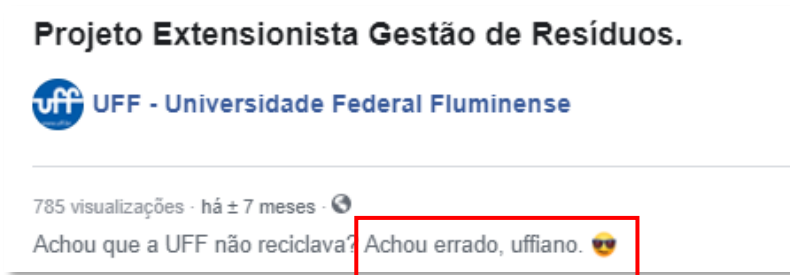 Projeto Extensionista Gestão de Resíduos.
uff
UFF - Universidade Federal Fluminense
785 visualizações · há ± 7 meses ·
Achou que a UFF não reciclava? Achou errado, uffiano. 😎